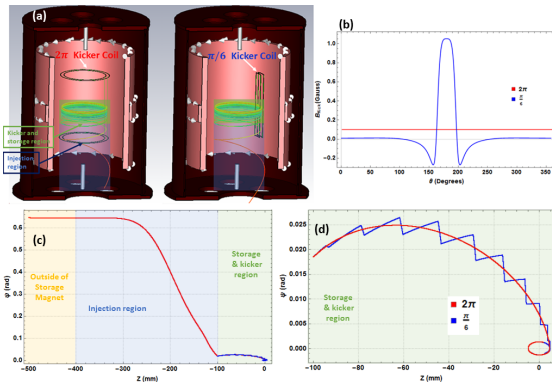 (a)
2π Kicker Coil
π/6 Kicker Coil
Kicker and
storage region
Injection
region
(b)
1.0
0.8
0.6
0.4
0.2
0.0
-0.2
0
50
100
150
200
250
300
350
θ (Degrees)
2π
π
6
(c)
φ (rad)
0.6
0.5
0.4
0.3
0.2
0.1
0.0
Outside of
Storage
Magnet
Injection region
Storage
& kicker
region
-500
-400
-300
-200
-100
0
Z (mm)
(d)
φ (rad)
0.025
0.020
0.015
0.010
0.005
0.000
Storage
& kicker
region
2π
π
6
-100
-80
-60
-40
-20
0
Z (mm)